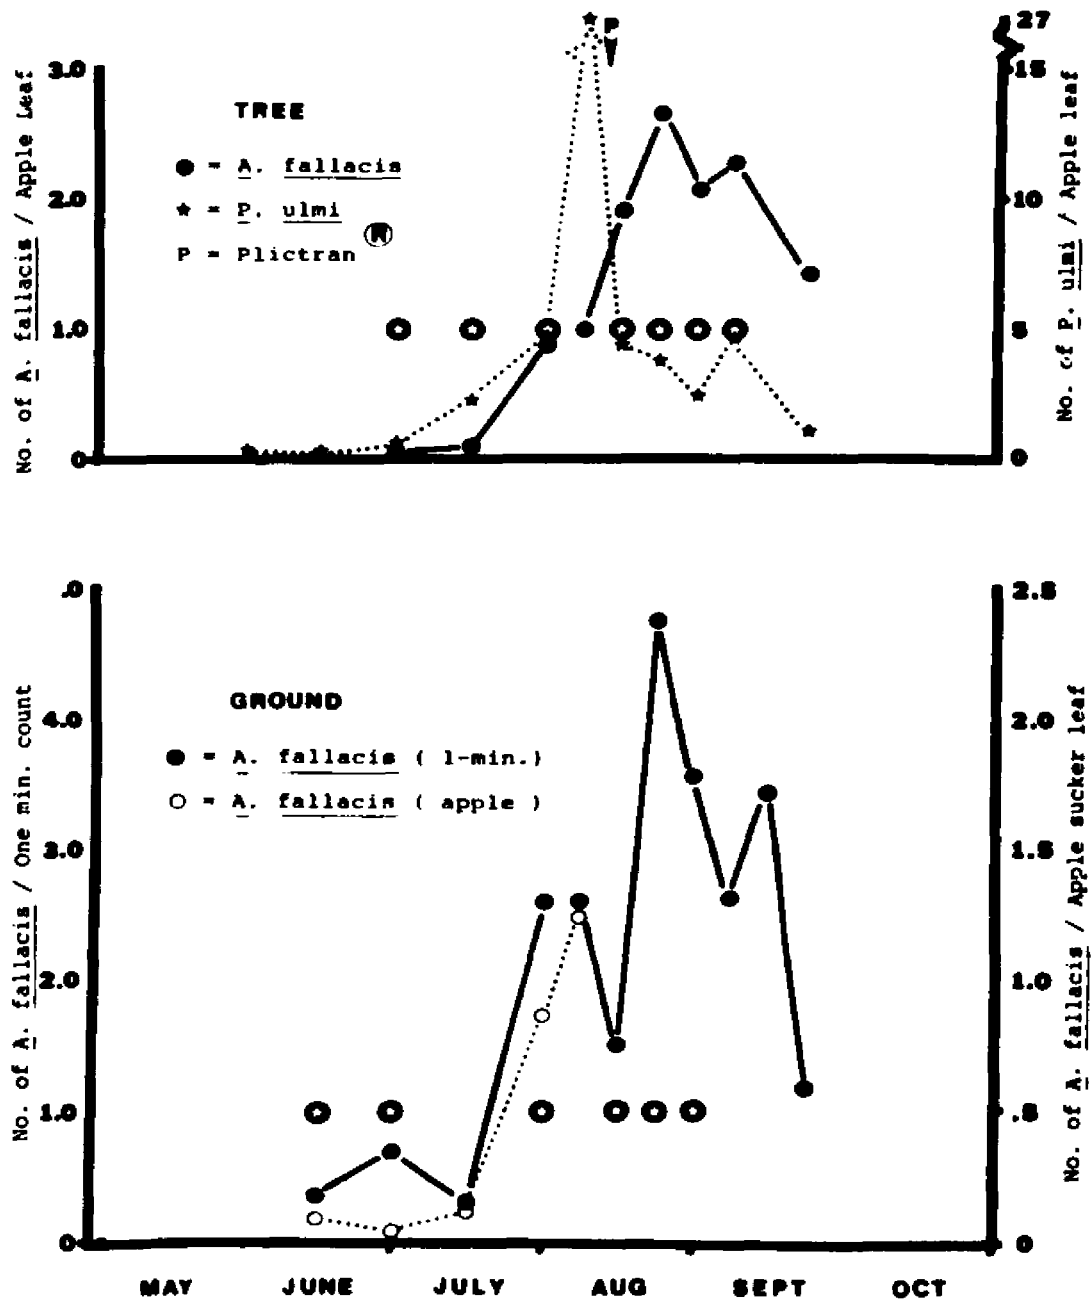 27
P
3.0
15
TREE
● = A. fallacis
2.0
10
★ = P. ulmi
P = Plictran ®
1.0
5
0
0
No. of A. fallacis / Apple Leaf
No. of P. ulmi / Apple leaf
.0
2.5
GROUND
4.0
2.0
● = A. fallacis ( 1-min.)
○ = A. fallacis ( apple )
3.0
1.5
2.0
1.0
1.0
.5
0
0
No. of A. fallacis / One min. count
No. of A. fallacis / Apple sucker leaf
MAY JUNE JULY AUG SEPT OCT